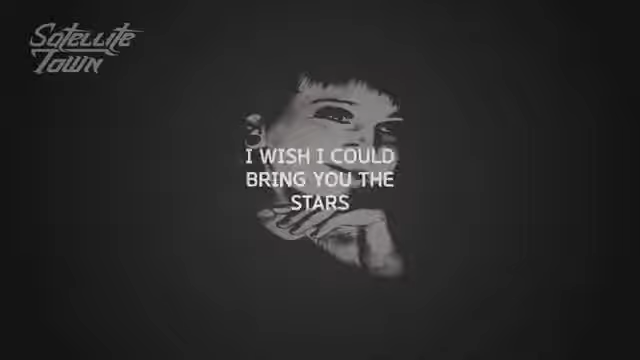 Satellite
Town
I WISH I COULD
BRING YOU THE
STARS